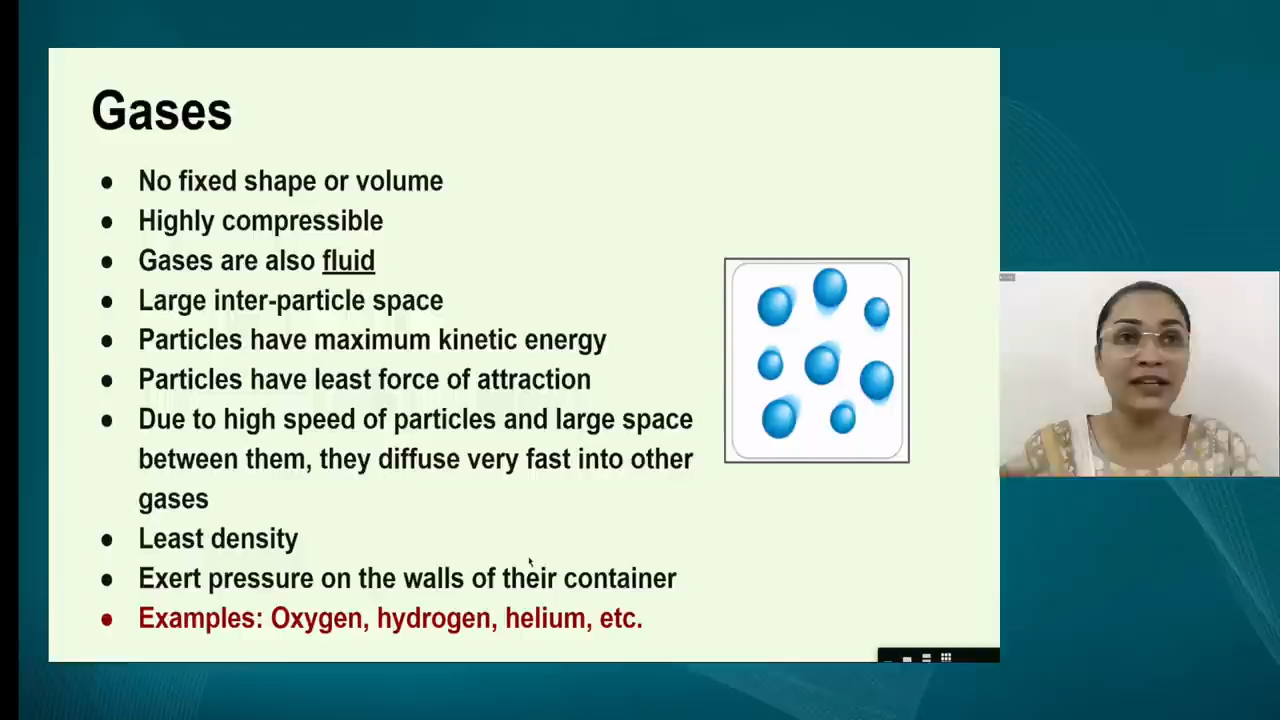 Gases
● No fixed shape or volume
● Highly compressible
● Gases are also fluid
● Large inter-particle space
● Particles have maximum kinetic energy
● Particles have least force of attraction
● Due to high speed of particles and large space
between them, they diffuse very fast into other
gases
● Least density
● Exert pressure on the walls of their container
● Examples: Oxygen, hydrogen, helium, etc.